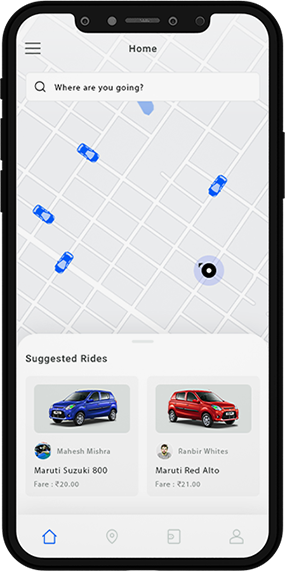 Home
Where are you going?
Suggested Rides
Mahesh Mishra
Maruti Suzuki 800
Fare : ₹20.00
Ranbir Whites
Maruti Red Alto
Fare : ₹21.00